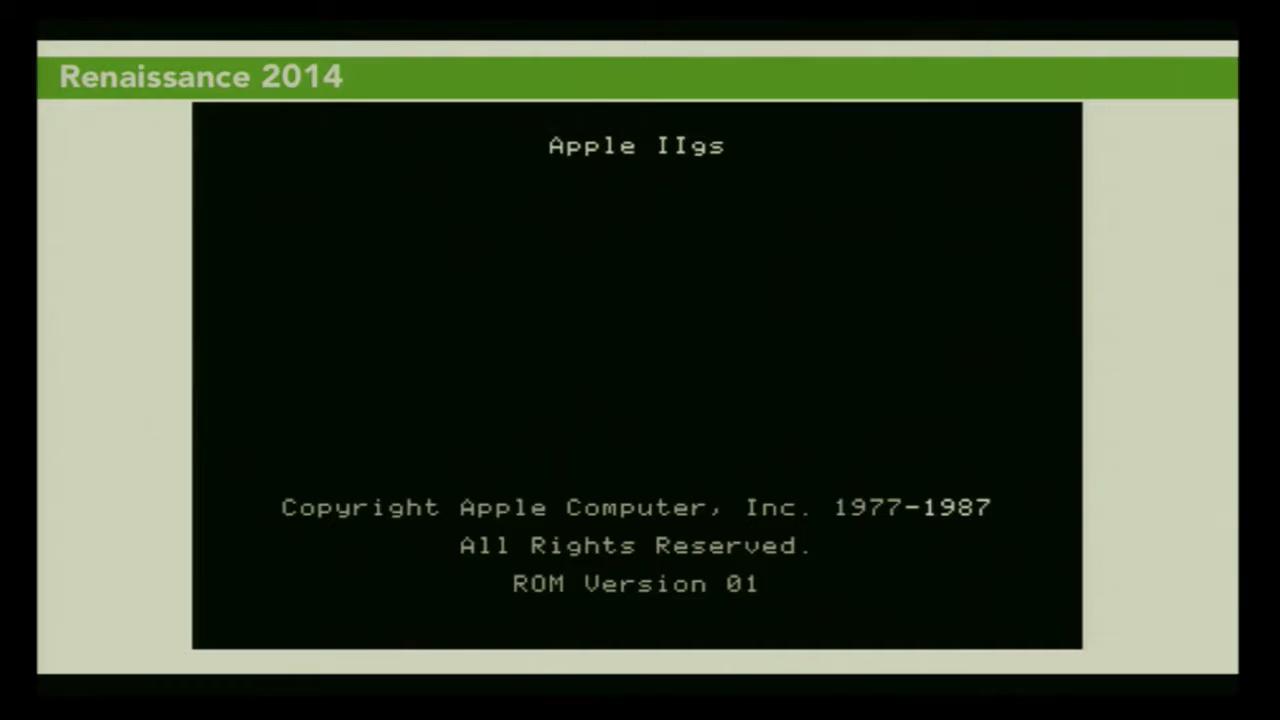 Renaissance 2014
Apple IIgs
Copyright Apple Computer, Inc. 1977-1987
All Rights Reserved.
ROM Version 01